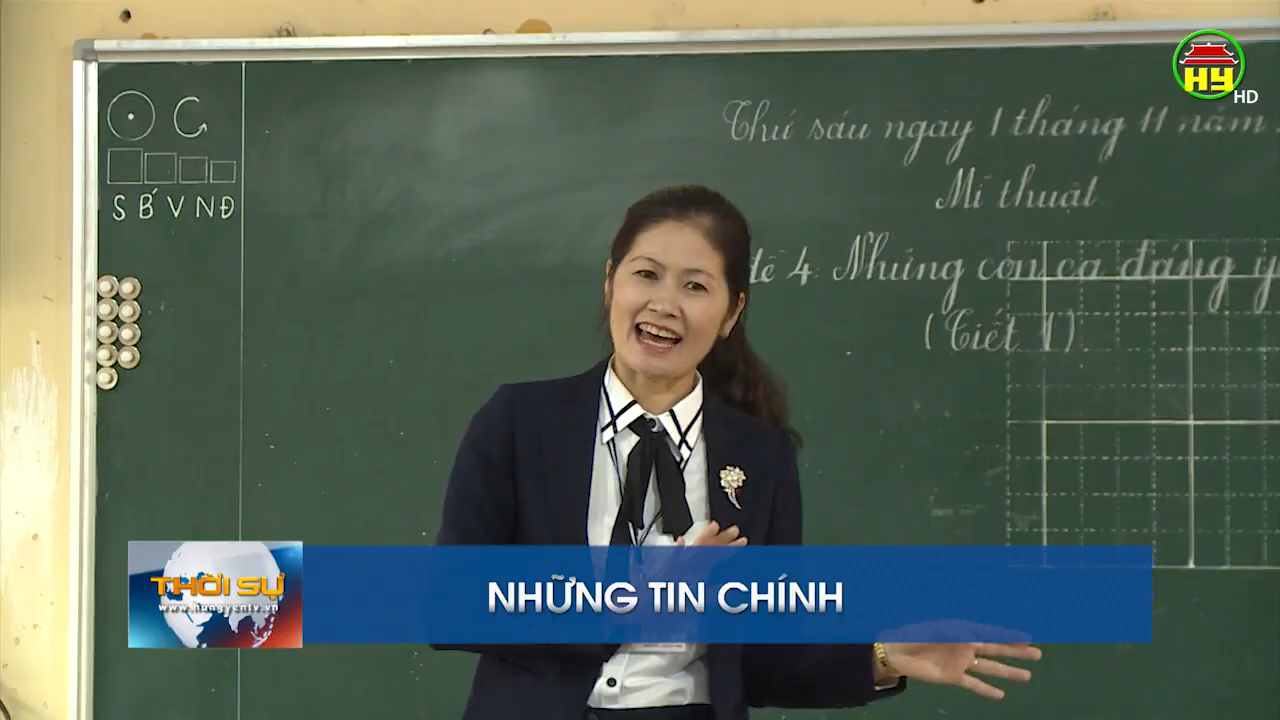 HY
HD
Thứ sáu ngày 1 tháng 11 năm
Mĩ thuật
đề 4: Những con cá đáng y
(Tiết 1)
S B́ V N Đ
THỜI SỰ
www.hungyentv.vn
NHỮNG TIN CHÍNH